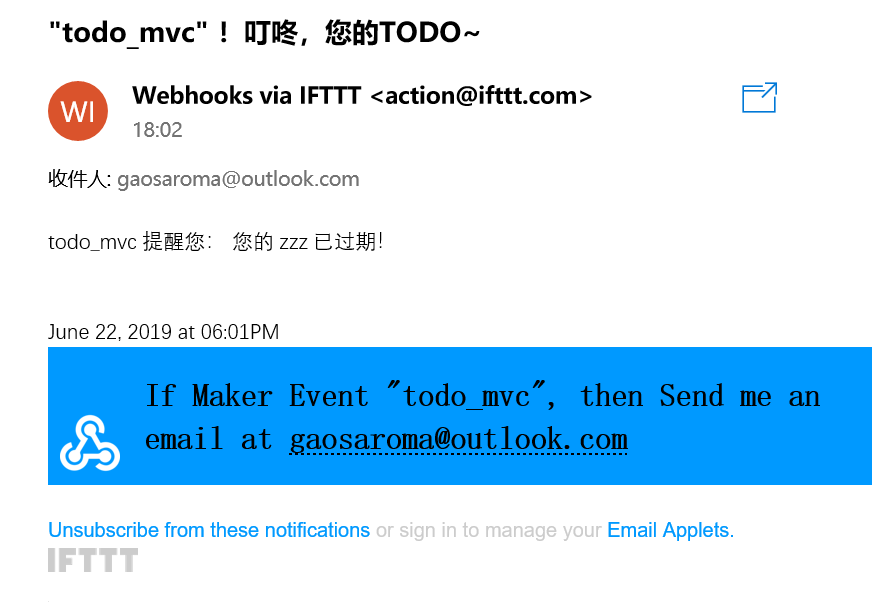 "todo_mvc"！叮咚，您的TODO~
WI
Webhooks via IFTTT <action@ifttt.com>
18:02
收件人: gaosaroma@outlook.com
todo_mvc 提醒您： 您的 zzz 已过期！
June 22, 2019 at 06:01PM
If Maker Event "todo_mvc", then Send me an
email at gaosaroma@outlook.com
Unsubscribe from these notifications or sign in to manage your Email Applets.
IFTTT